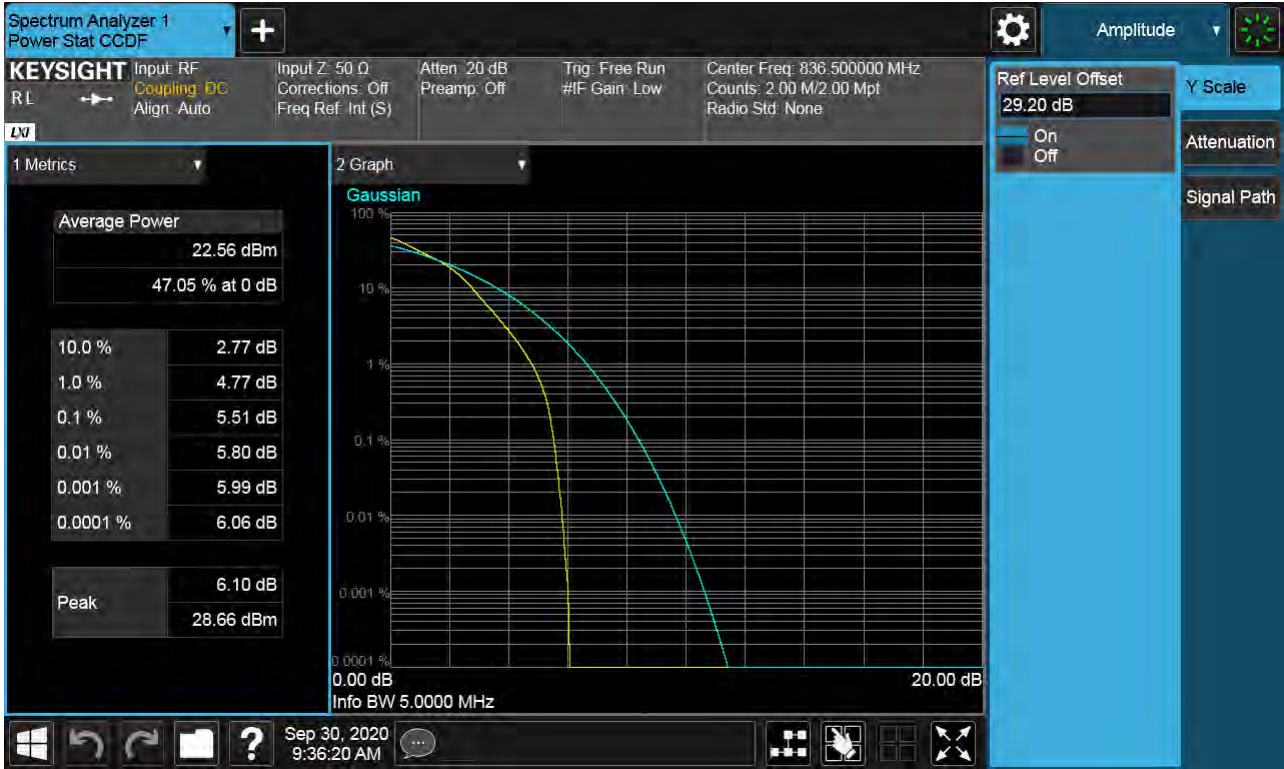 Spectrum Analyzer 1
Power Stat CCDF
+
Amplitude
KEYSIGHT
R L
LXI
Input: RF
Coupling: DC
Align: Auto
Input Z: 50 Ω
Corrections: Off
Freq Ref: Int (S)
Atten: 20 dB
Preamp: Off
Trig: Free Run
#IF Gain: Low
Center Freq: 836.500000 MHz
Counts: 2.00 M/2.00 Mpt
Radio Std: None
Ref Level Offset
29.20 dB
On
Off
Y Scale
Attenuation
Signal Path
1 Metrics
Average Power
22.56 dBm
47.05 % at 0 dB
10.0 % 2.77 dB
1.0 % 4.77 dB
0.1 % 5.51 dB
0.01 % 5.80 dB
0.001 % 5.99 dB
0.0001 % 6.06 dB
Peak
6.10 dB
28.66 dBm
2 Graph
Gaussian
100 %
10 %
1 %
0.1 %
0.01 %
0.001 %
0.0001 %
0.00 dB 20.00 dB
Info BW 5.0000 MHz
?
Sep 30, 2020
9:36:20 AM